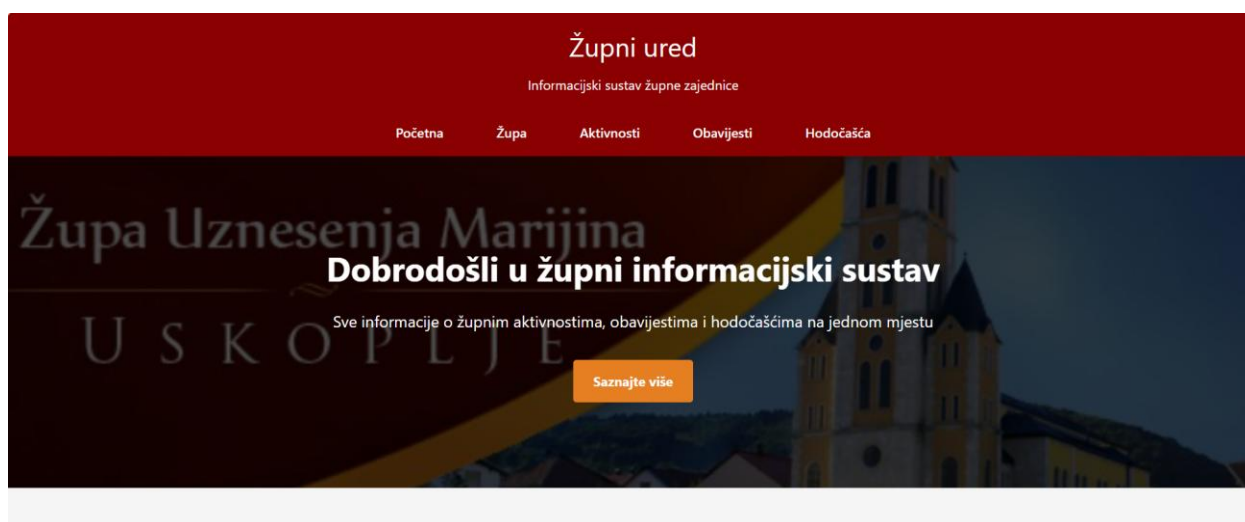 Župni ured
Informacijski sustav župne zajednice
Početna Župa Aktivnosti Obavijesti Hodočašća
Župa Uznesenja Marijina
Dobrodošli u župni informacijski sustav
Sve informacije o župnim aktivnostima, obavijestima i hodočašćima na jednom mjestu
USKOPLJE
Saznajte više